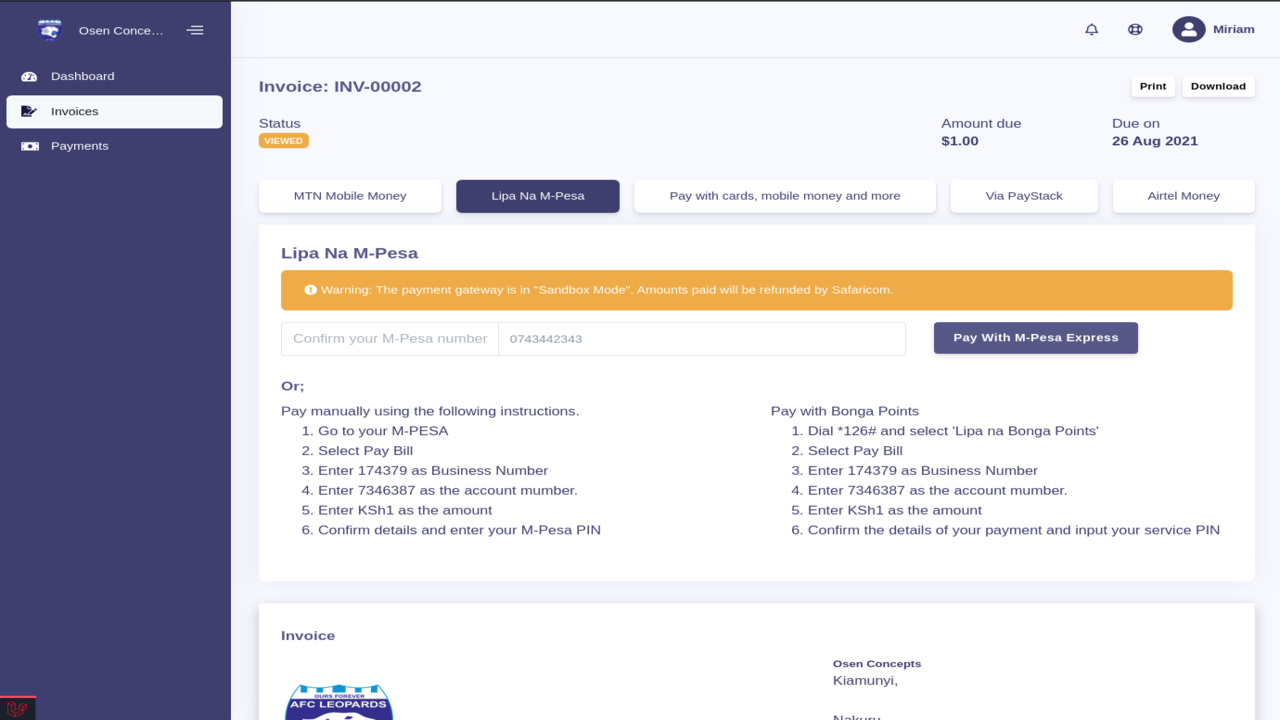 Osen Conce...
Miriam
Dashboard
Invoices
Payments
Invoice: INV-00002
Print
Download
Status
VIEWED
Amount due
$1.00
Due on
26 Aug 2021
MTN Mobile Money
Lipa Na M-Pesa
Pay with cards, mobile money and more
Via PayStack
Airtel Money
Lipa Na M-Pesa
Warning: The payment gateway is in "Sandbox Mode". Amounts paid will be refunded by Safaricom.
Confirm your M-Pesa number
0743442343
Pay With M-Pesa Express
Or;
Pay manually using the following instructions.
1. Go to your M-PESA
2. Select Pay Bill
3. Enter 174379 as Business Number
4. Enter 7346387 as the account mumber.
5. Enter KSh1 as the amount
6. Confirm details and enter your M-Pesa PIN
Pay with Bonga Points
1. Dial *126# and select 'Lipa na Bonga Points'
2. Select Pay Bill
3. Enter 174379 as Business Number
4. Enter 7346387 as the account mumber.
5. Enter KSh1 as the amount
6. Confirm the details of your payment and input your service PIN
Invoice
OURS FOREVER
AFC LEOPARDS
Osen Concepts
Kiamunyi,
Nakuru